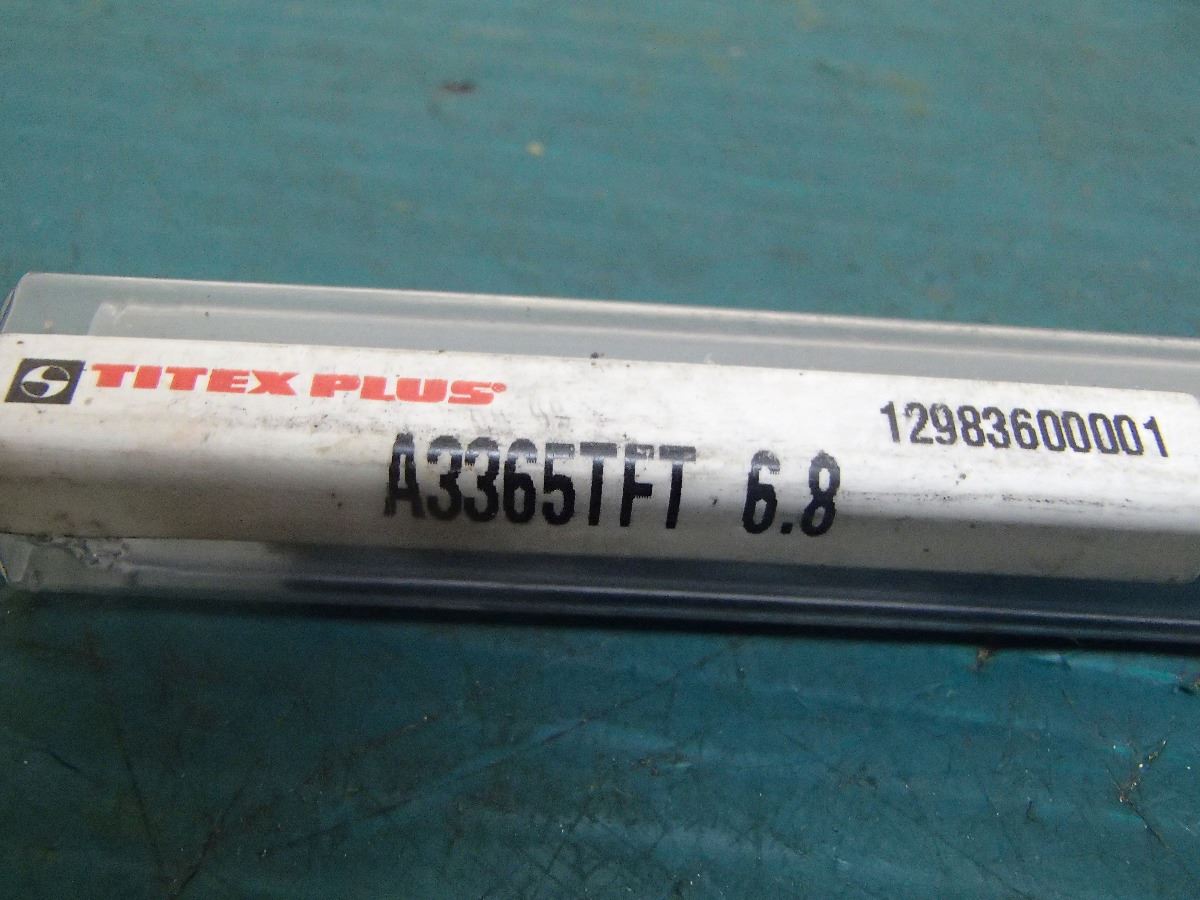 TITEX PLUS®
12983600001
A3365TFT 6.8